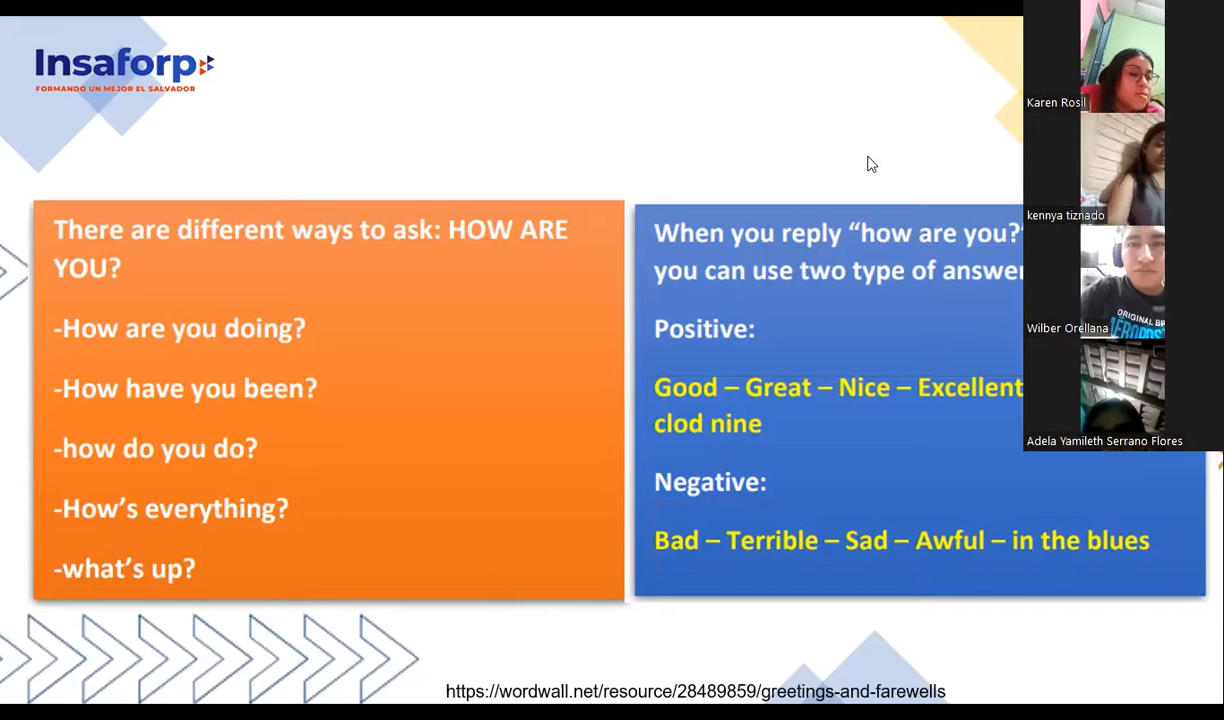 Insaforp
FORMANDO UN MEJOR EL SALVADOR
There are different ways to ask: HOW ARE
YOU?
-How are you doing?
-How have you been?
-how do you do?
-How's everything?
-what's up?
When you reply “how are you?”
you can use two type of answer
Positive:
Good – Great – Nice – Excellent
clod nine
Negative:
Bad – Terrible – Sad – Awful – in the blues
https://wordwall.net/resource/28489859/greetings-and-farewells
Karen Rosil
kennya tiznado
Wilber Orellana
ORIGINAL BR
Adela Yamileth Serrano Flores